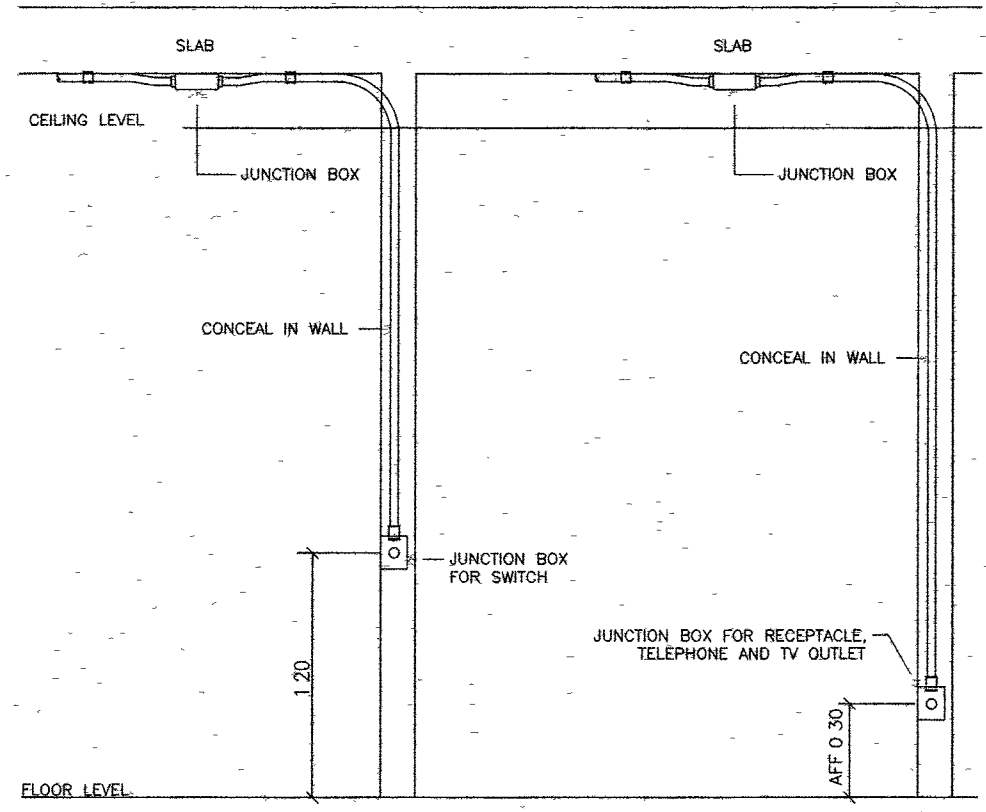 SLAB
SLAB
CEILING LEVEL
JUNCTION BOX
JUNCTION BOX
CONCEAL IN WALL
CONCEAL IN WALL
JUNCTION BOX
FOR SWITCH
JUNCTION BOX FOR RECEPTACLE,
TELEPHONE AND TV OUTLET
1.20
AFF 0.30
FLOOR LEVEL